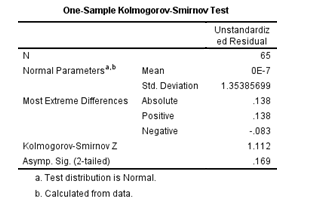 One-Sample Kolmogorov-Smirnov Test
Unstandardiz
ed Residual
N 65
Normal Parametersa,b Mean 0E-7
Std. Deviation 1.35385699
Most Extreme Differences Absolute .138
Positive .138
Negative -.083
Kolmogorov-Smirnov Z 1.112
Asymp. Sig. (2-tailed) .169
a. Test distribution is Normal.
b. Calculated from data.